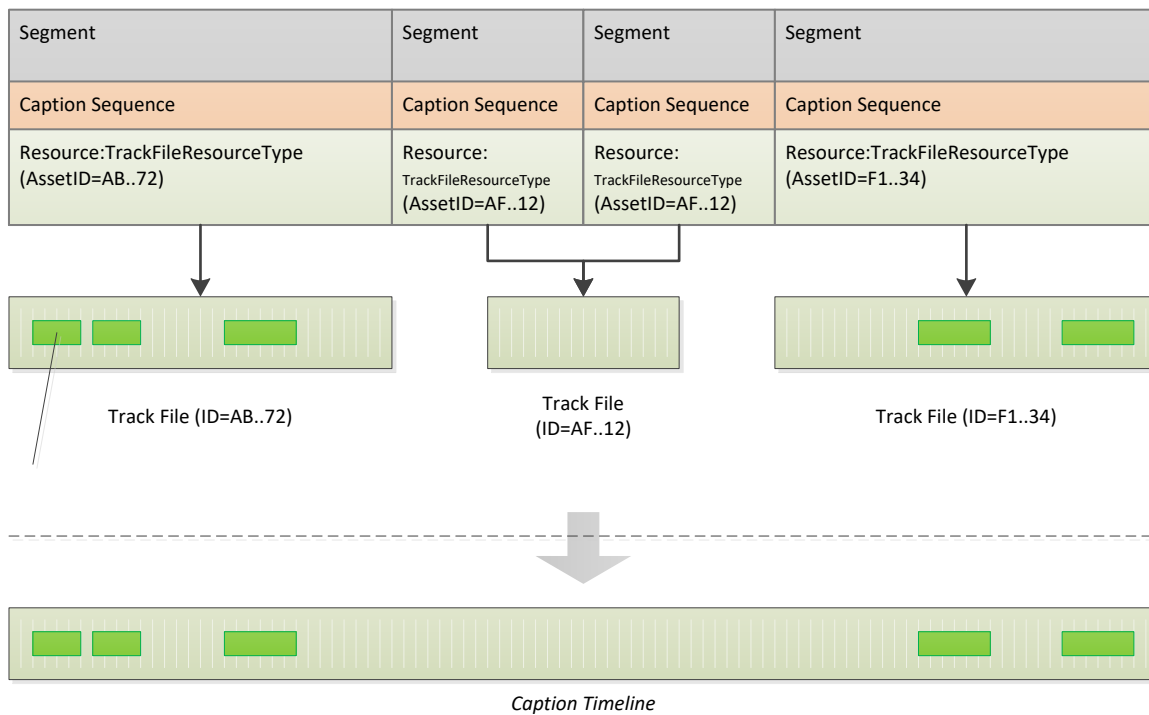 Segment
Segment
Segment
Segment
Caption Sequence
Caption Sequence
Caption Sequence
Caption Sequence
Resource:TrackFileResourceType
(AssetID=AB..72)
Resource:
TrackFileResourceType
(AssetID=AF..12)
Resource:
TrackFileResourceType
(AssetID=AF..12)
Resource:TrackFileResourceType
(AssetID=F1..34)
Track File (ID=AB..72)
Track File
(ID=AF..12)
Track File (ID=F1..34)
Caption Timeline